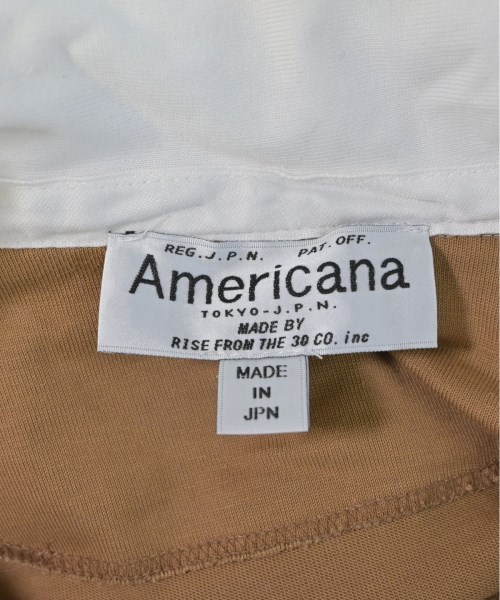 REG.J.P.N. PAT.OFF.
Americana
TOKYO-J.P.N.
MADE BY
RISE FROM THE 30 CO. inc
MADE
IN
JPN